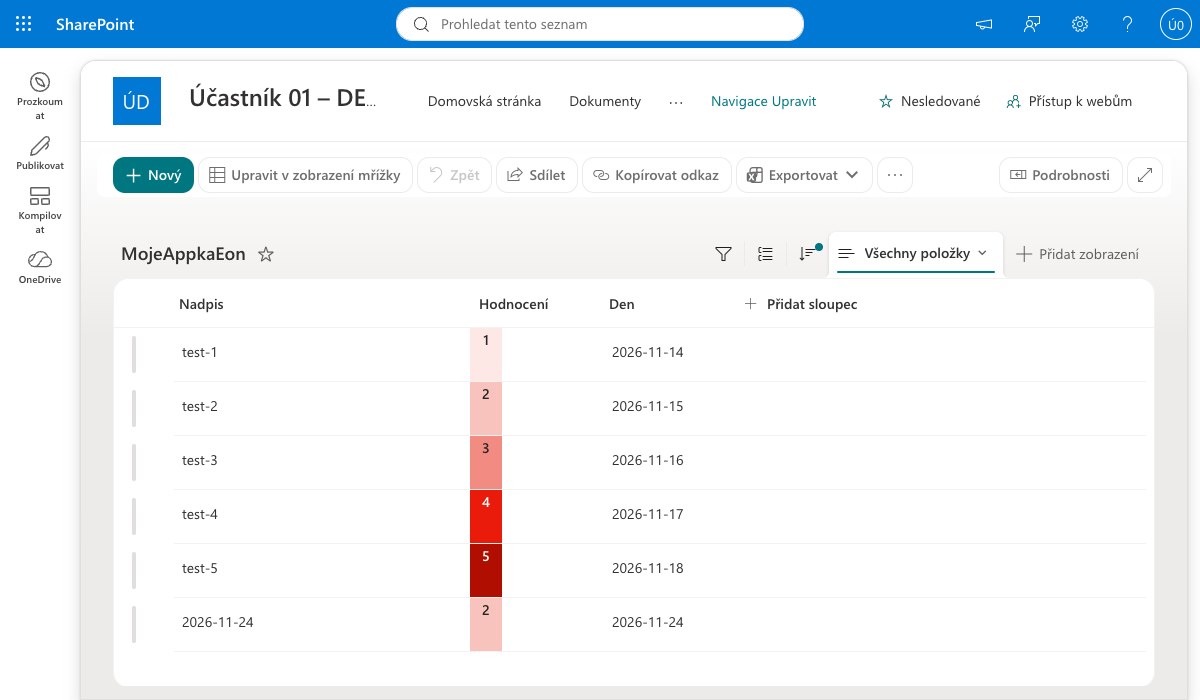 SharePoint
Prohledat tento seznam
Ú0
Prozkoum
at
Publikovat
Kompilov
at
OneDrive
ÚD
Účastník 01 – DE...
Domovská stránka
Dokumenty
...
Navigace Upravit
Nesledované
Přístup k webům
Nový
Upravit v zobrazení mřížky
Zpět
Sdílet
Kopírovat odkaz
Exportovat
...
Podrobnosti
MojeAppkaEon
Všechny položky
Přidat zobrazení
Nadpis Hodnocení Den Přidat sloupec
test-1 1 2026-11-14
test-2 2 2026-11-15
test-3 3 2026-11-16
test-4 4 2026-11-17
test-5 5 2026-11-18
2026-11-24 2 2026-11-24